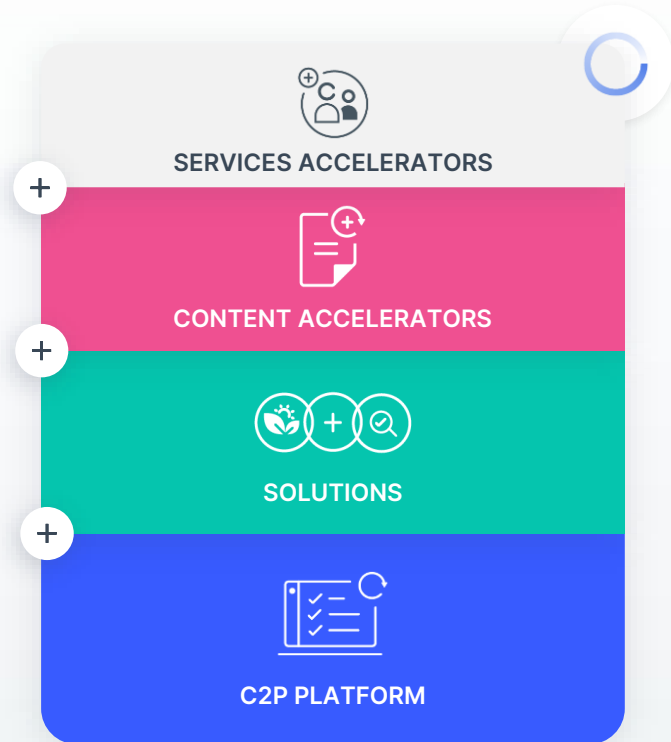 SERVICES ACCELERATORS
CONTENT ACCELERATORS
SOLUTIONS
C2P PLATFORM